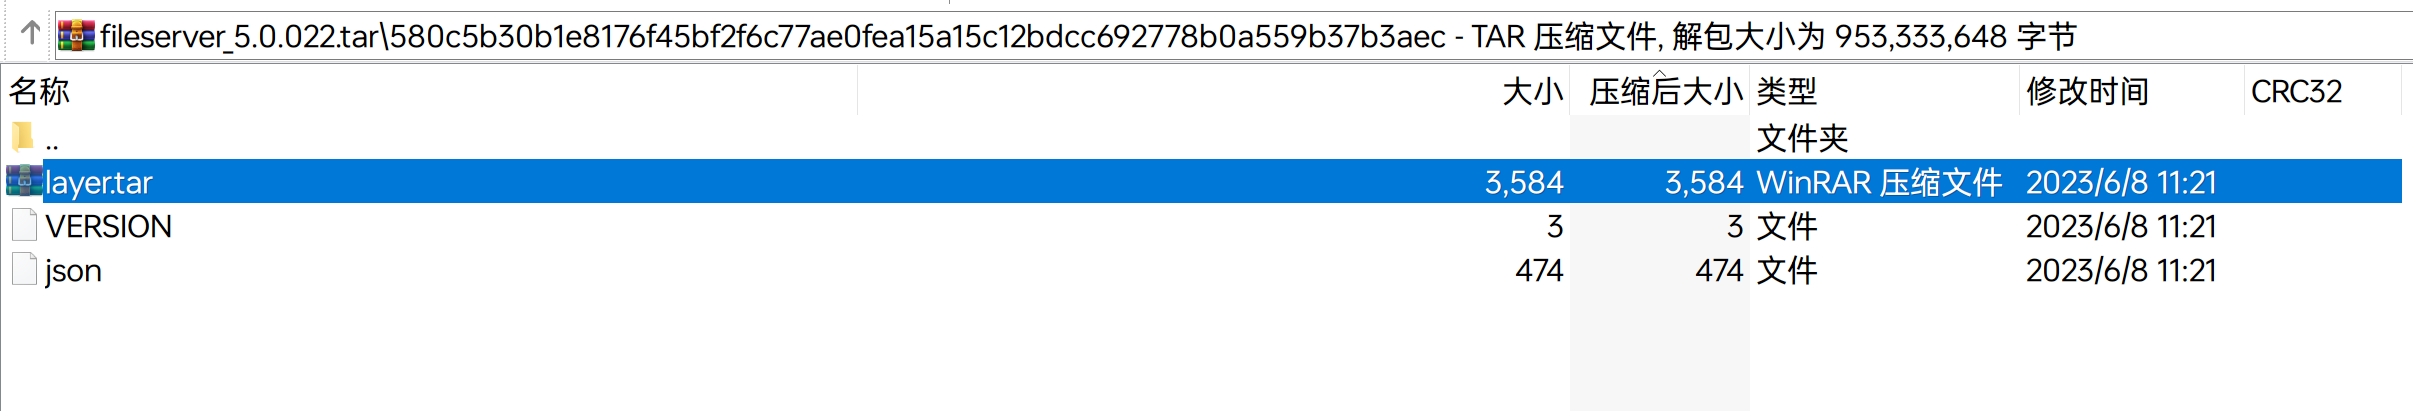 fileserver_5.0.022.tar\580c5b30b1e8176f45bf2f6c77ae0fea15a15c12bdcc692778b0a559b37b3aec - TAR 压缩文件, 解包大小为 953,333,648 字节
名称 大小 压缩后大小 类型 修改时间 CRC32
.. 文件夹
layer.tar 3,584 3,584 WinRAR 压缩文件 2023/6/8 11:21
VERSION 3 3 文件 2023/6/8 11:21
json 474 474 文件 2023/6/8 11:21